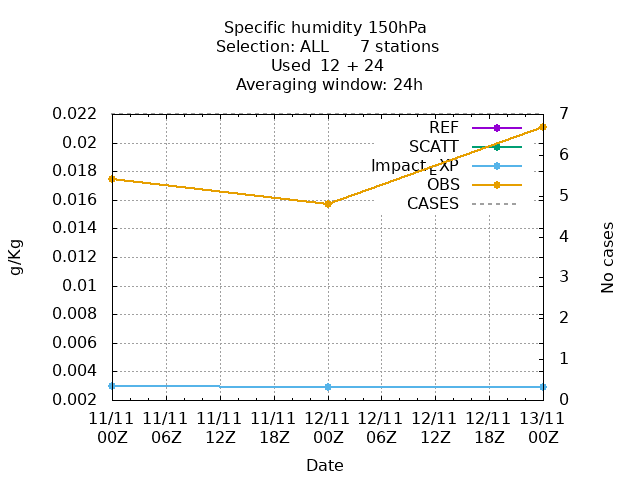 Specific humidity 150hPa
Selection: ALL 7 stations
Used 12 + 24
Averaging window: 24h
0.022
0.02
0.018
0.016
0.014
0.012
0.01
0.008
0.006
0.004
0.002
g/Kg
7
6
5
4
3
2
1
0
No cases
REF
SCATT
Impact_EXP
OBS
CASES
11/11 11/11 11/11 11/11 12/11 12/11 12/11 12/11 13/11
00Z 06Z 12Z 18Z 00Z 06Z 12Z 18Z 00Z
Date